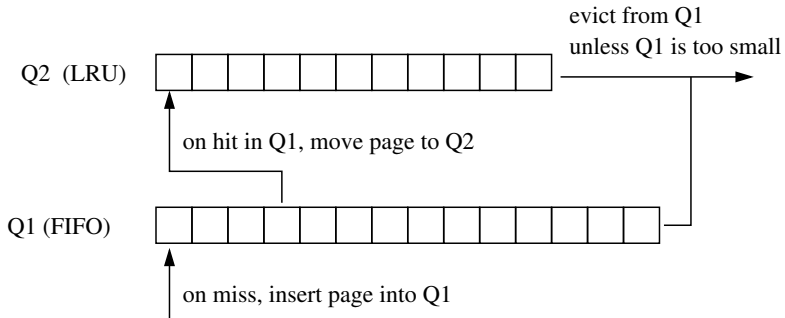 evict from Q1
unless Q1 is too small
Q2 (LRU)
on hit in Q1, move page to Q2
Q1 (FIFO)
on miss, insert page into Q1